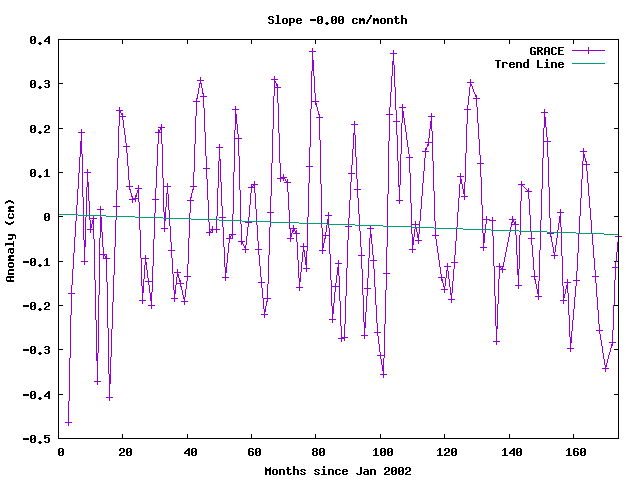 Slope -0.00 cm/month
GRACE
Trend Line
0.4
0.3
0.2
0.1
0
-0.1
-0.2
-0.3
-0.4
-0.5
Anomaly (cm)
0 20 40 60 80 100 120 140 160
Months since Jan 2002